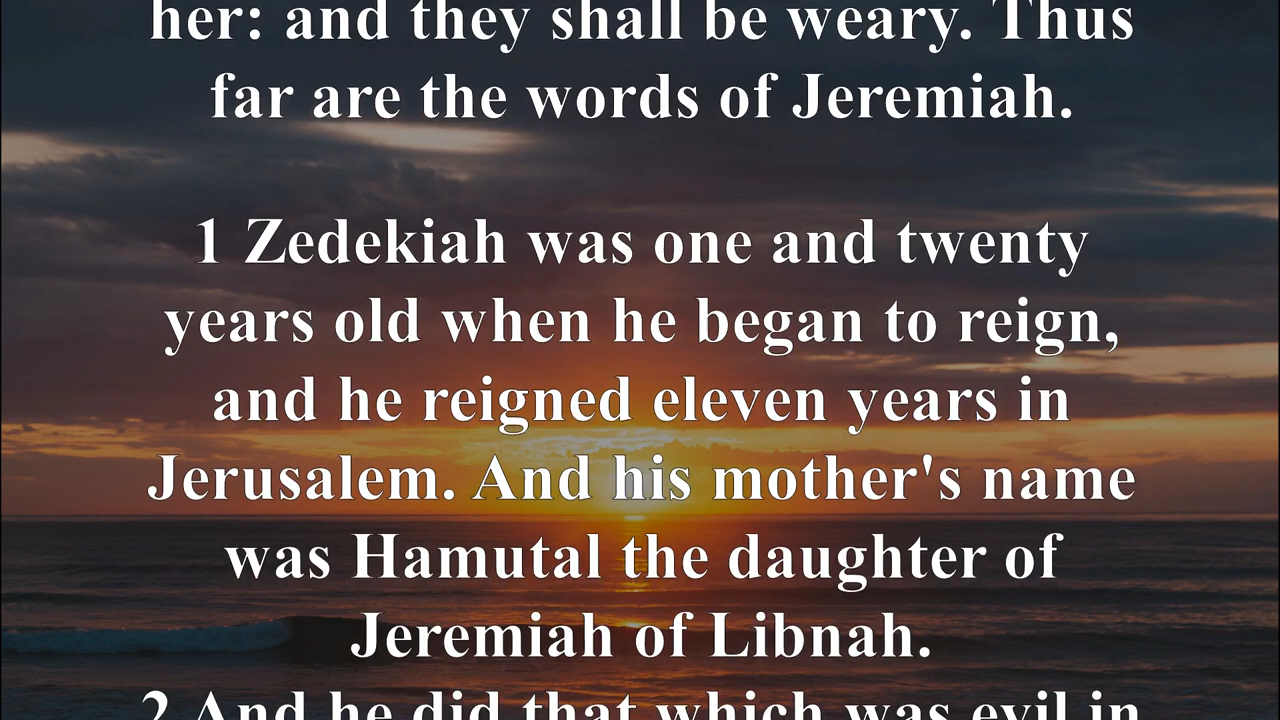 her: and they shall be weary. Thus
far are the words of Jeremiah.
1 Zedekiah was one and twenty
years old when he began to reign,
and he reigned eleven years in
Jerusalem. And his mother's name
was Hamutal the daughter of
Jeremiah of Libnah.
2 And he did that which was evil in